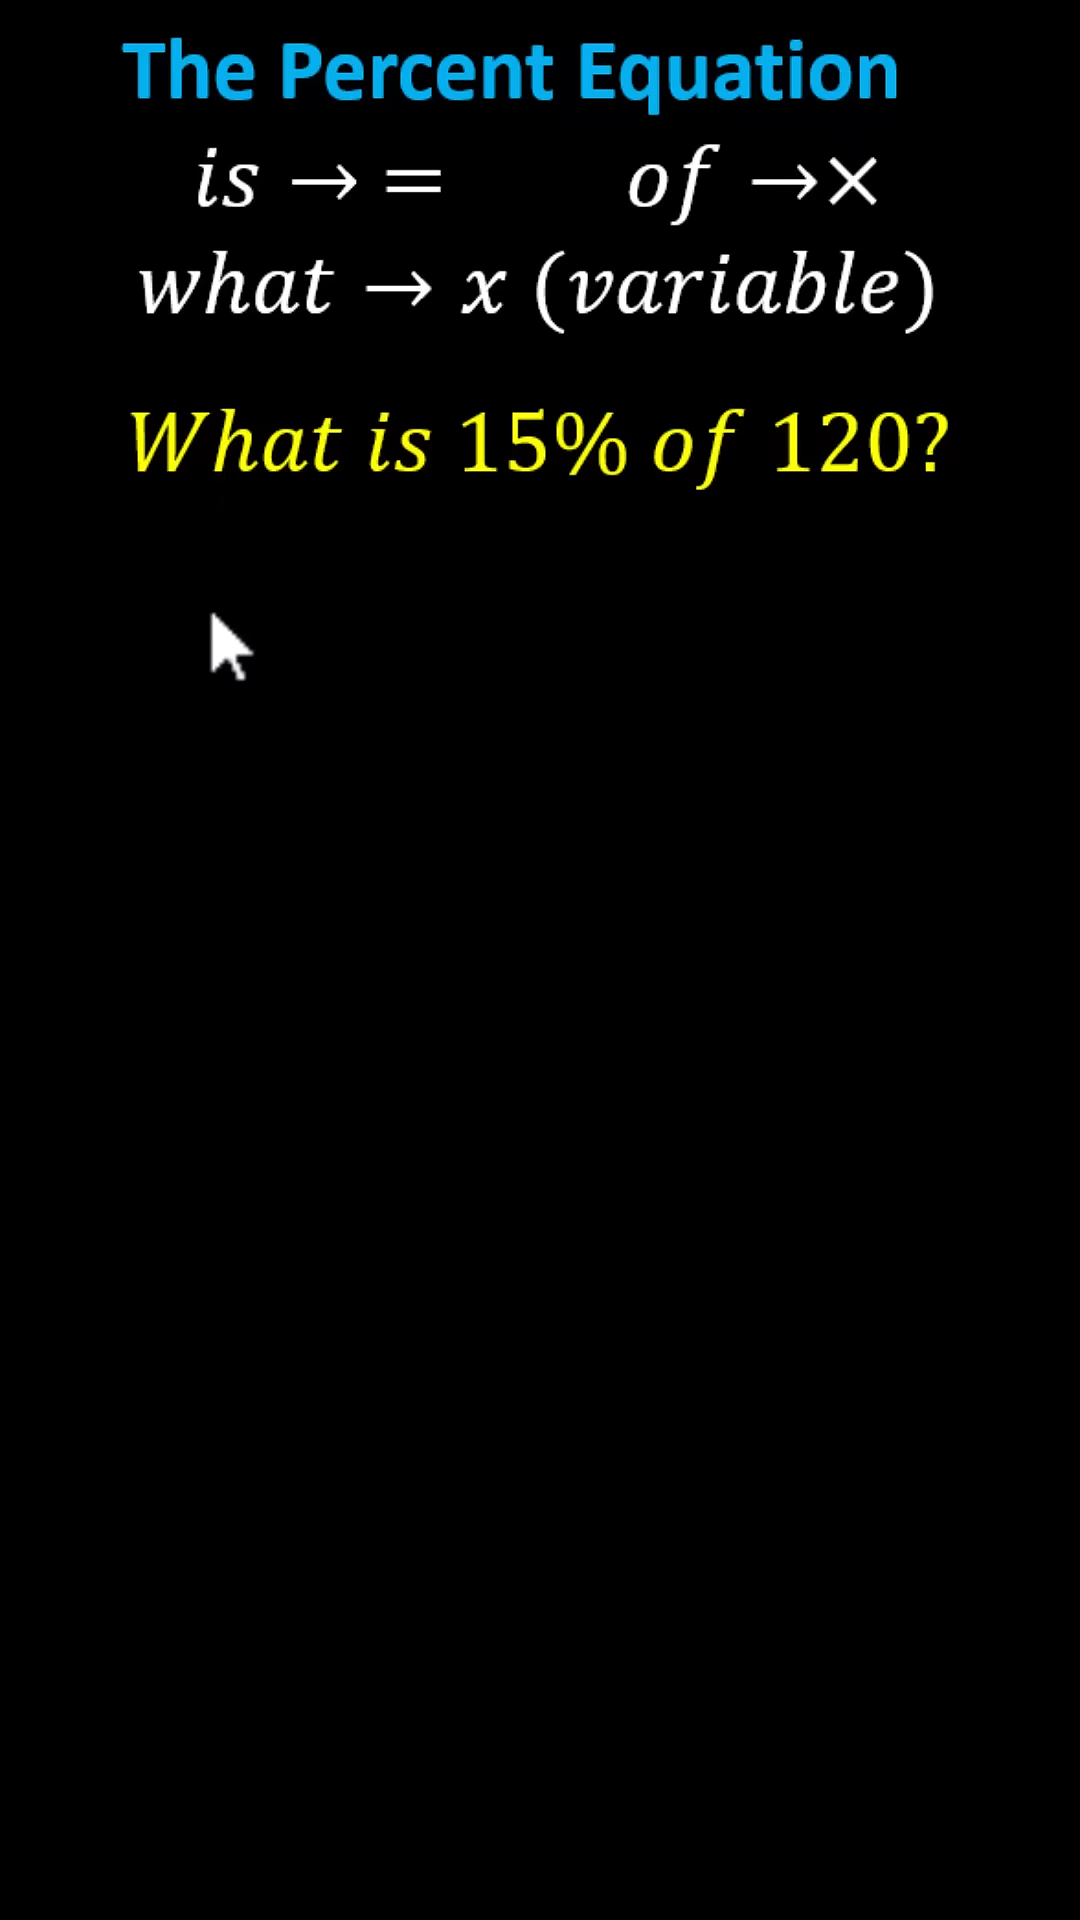 The Percent Equation
is → = of → ×
what → x (variable)
What is 15% of 120?